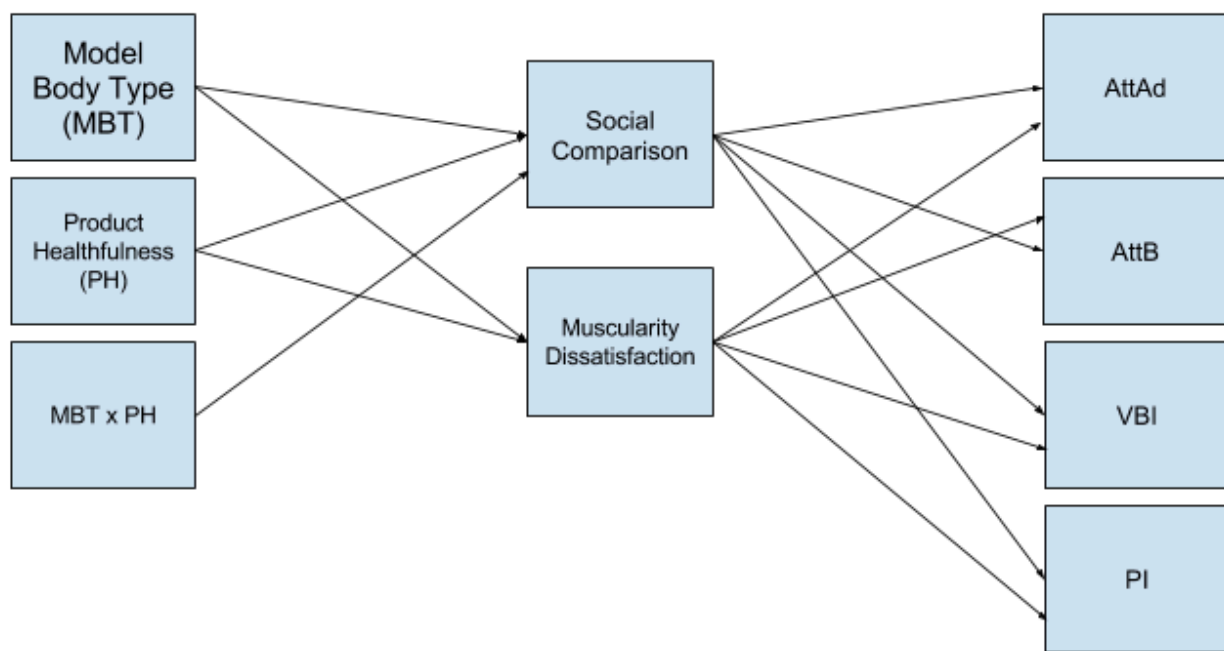 Model
Body Type
(MBT)
Product
Healthfulness
(PH)
MBT x PH
Social
Comparison
Muscularity
Dissatisfaction
AttAd
AttB
VBI
PI